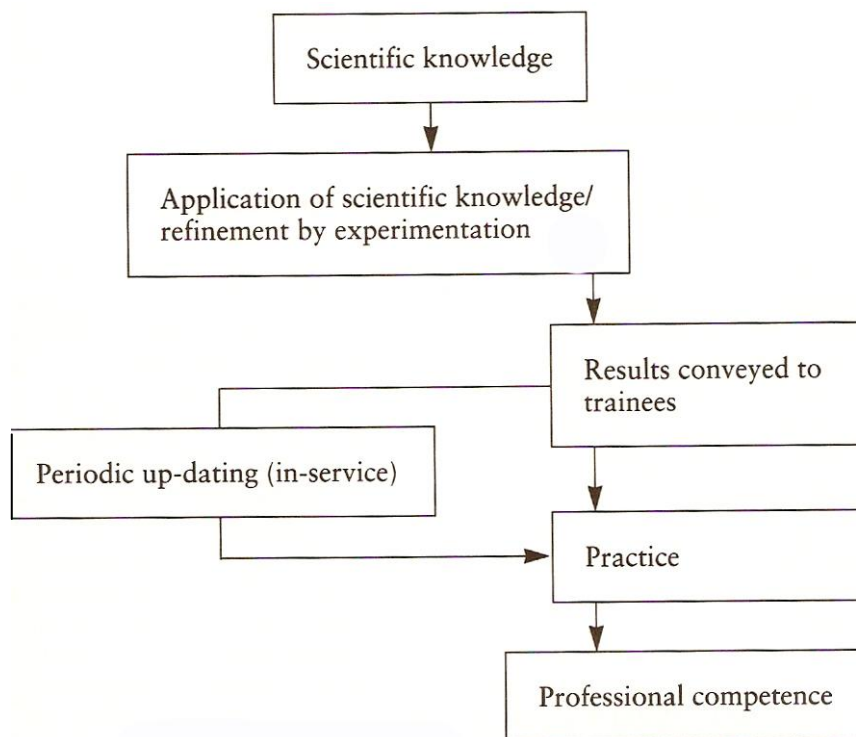 Scientific knowledge
Application of scientific knowledge/
refinement by experimentation
Results conveyed to
trainees
Periodic up-dating (in-service)
Practice
Professional competence